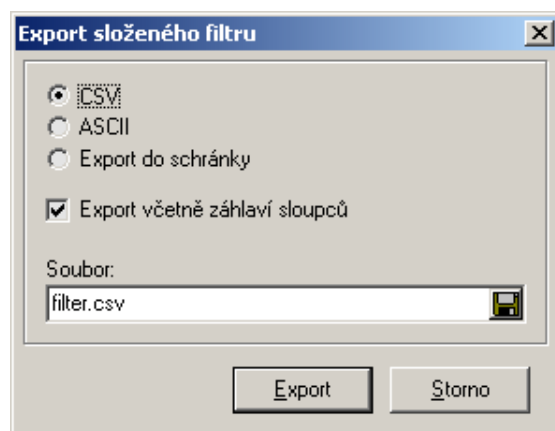 Export složeného filtru
CSV
ASCII
Export do schránky
Export včetně záhlaví sloupců
Soubor:
filter.csv
Export
Storno